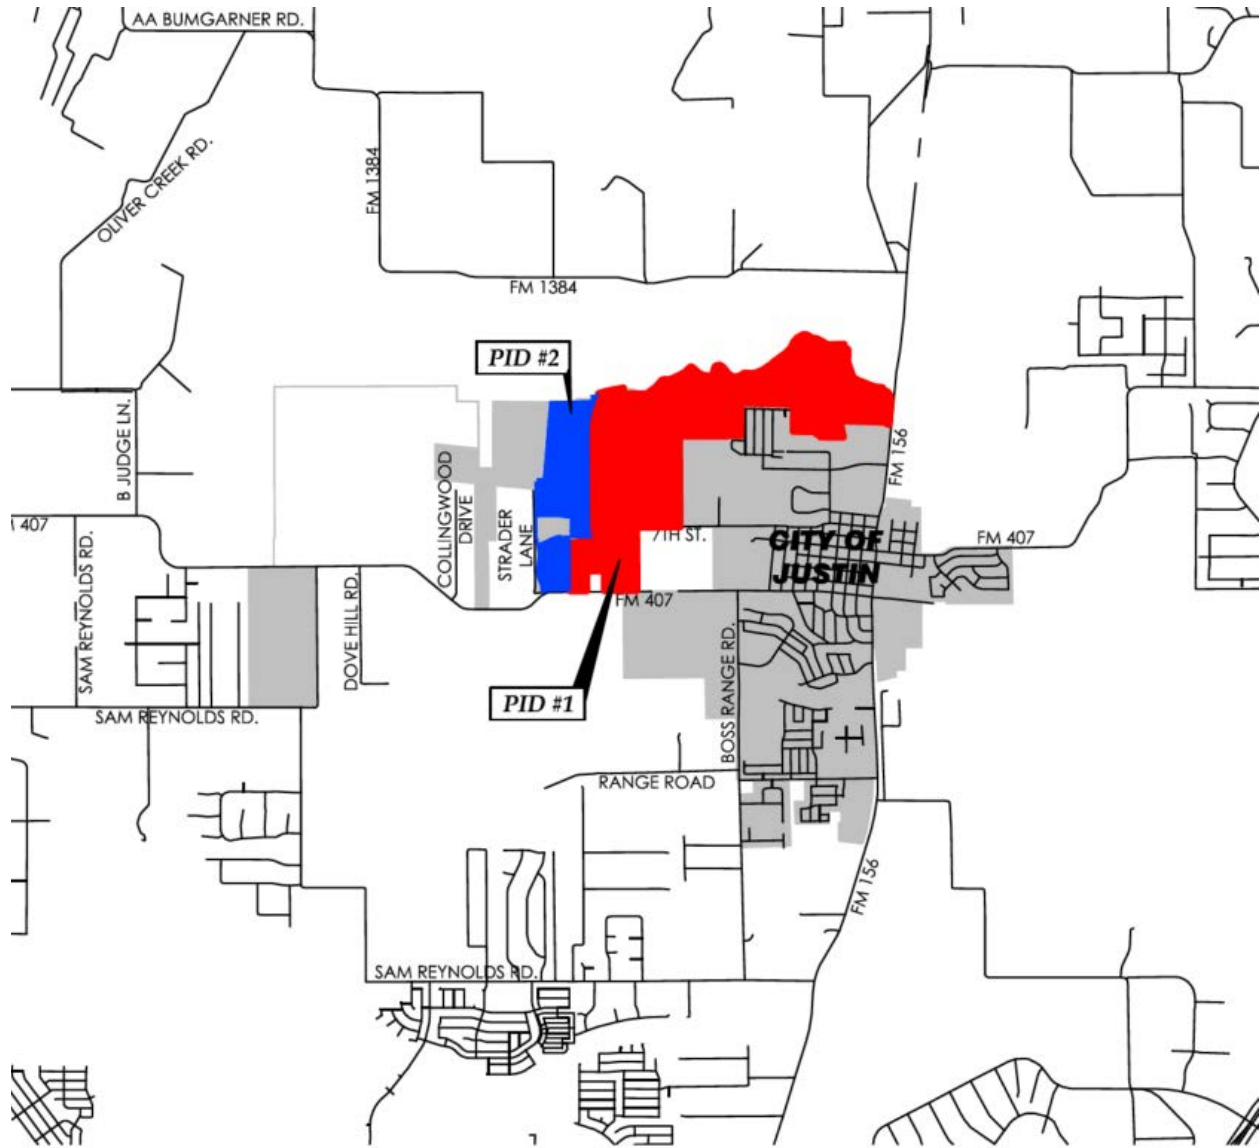 AA BUMGARNER RD.
OLIVER CREEK RD.
FM 1384
FM 1384
PID #2
B JUDGE LN.
FM 156
COLLINGWOOD
DRIVE
STRADER
LANE
407
7TH ST.
CITY OF
JUSTIN
FM 407
SAM REYNOLDS RD.
DOVE HILL RD.
FM 407
BOSS RANGE RD.
PID #1
SAM REYNOLDS RD.
RANGE ROAD
FM 156
SAM REYNOLDS RD.